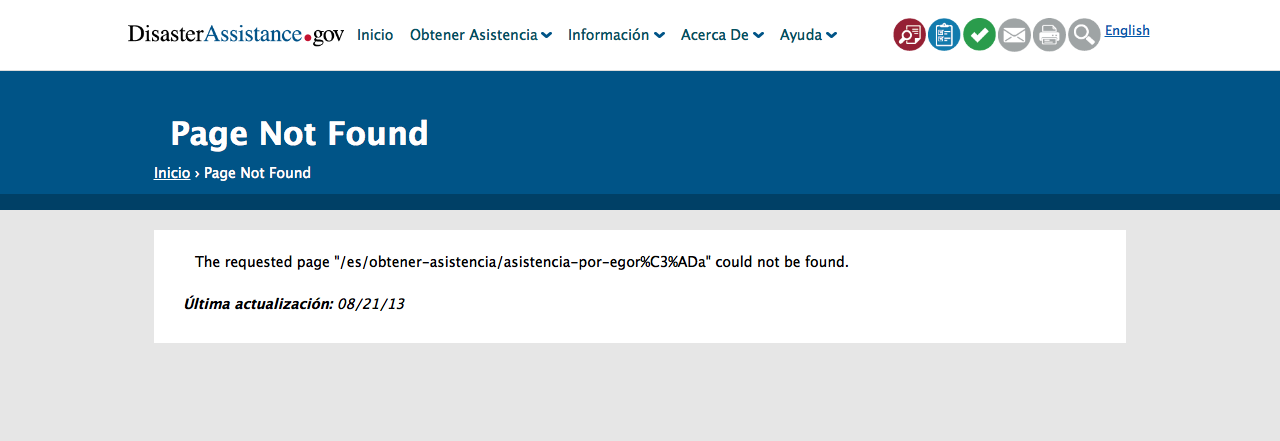 DisasterAssistance.gov Inicio Obtener Asistencia Información Acerca De Ayuda English
Page Not Found
Inicio › Page Not Found
The requested page "/es/obtener-asistencia/asistencia-por-egor%C3%ADa" could not be found.
Última actualización: 08/21/13